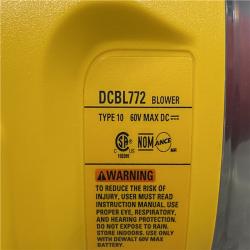 DCBL772 BLOWER
TYPE 10 60V MAX DC
NOM ANCE
WARNING
TO REDUCE THE RISK OF
INJURY, USER MUST READ
INSTRUCTION MANUAL. USE
PROPER EYE, RESPIRATORY,
AND HEARING PROTECTION.
DO NOT EXPOSE TO RAIN.
STORE INDOORS. USE ONLY
WITH DEWALT 60V MAX
BATTERY.